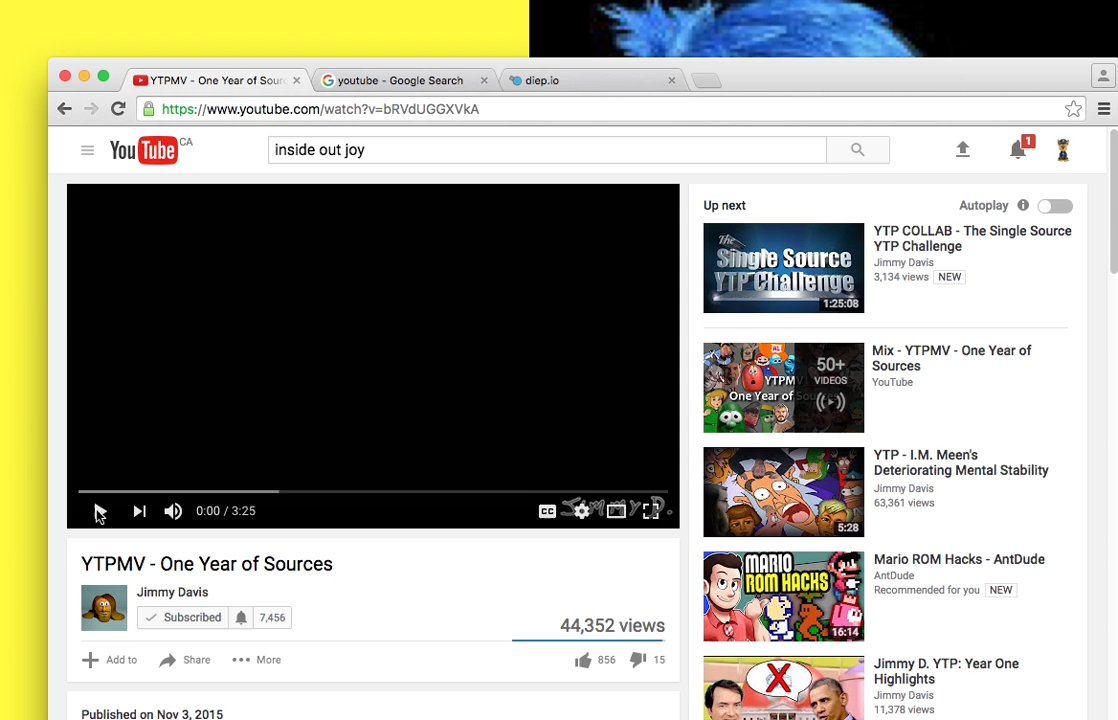 YTPMV - One Year of Sourc
youtube - Google Search
diep.io
https://www.youtube.com/watch?v=bRVdUGGXVkA
YouTube CA
inside out joy
1
Up next
Autoplay
The
Single Source
YTP Challenge
1:25:08
YTP COLLAB - The Single Source
YTP Challenge
Jimmy Davis
3,134 views NEW
50+
VIDEOS
YTPMV
One Year of Sources
Mix - YTPMV - One Year of
Sources
YouTube
YTP - I.M. Meen's
Deteriorating Mental Stability
Jimmy Davis
63,361 views
5:28
0:00 / 3:25
CC
Jimmy D.
YTPMV - One Year of Sources
Jimmy Davis
Subscribed 7,456
44,352 views
Add to Share More
856 15
Published on Nov 3, 2015
MARIO
ROM HACKS
16:14
Mario ROM Hacks - AntDude
AntDude
Recommended for you NEW
Jimmy D. YTP: Year One
Highlights
Jimmy Davis
11,378 views